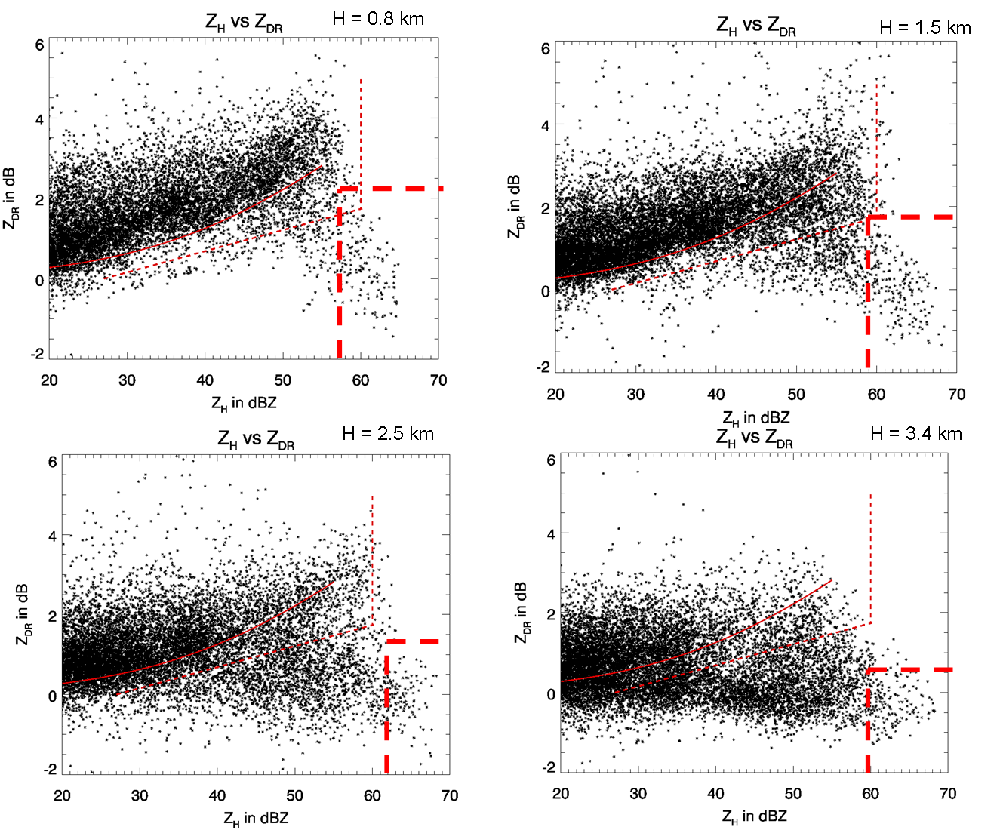 Z_H vs Z_DR
H = 0.8 km
6
4
2
0
-2
Z_DR in dB
20 30 40 50 60 70
Z_H in dBZ
Z_H vs Z_DR
H = 1.5 km
6
4
2
0
-2
Z_DR in dB
20 30 40 50 60 70
Z_H in dBZ
Z_H vs Z_DR
H = 2.5 km
6
4
2
0
-2
Z_DR in dB
20 30 40 50 60 70
Z_H in dBZ
Z_H vs Z_DR
H = 3.4 km
6
4
2
0
-2
Z_DR in dB
20 30 40 50 60 70
Z_H in dBZ